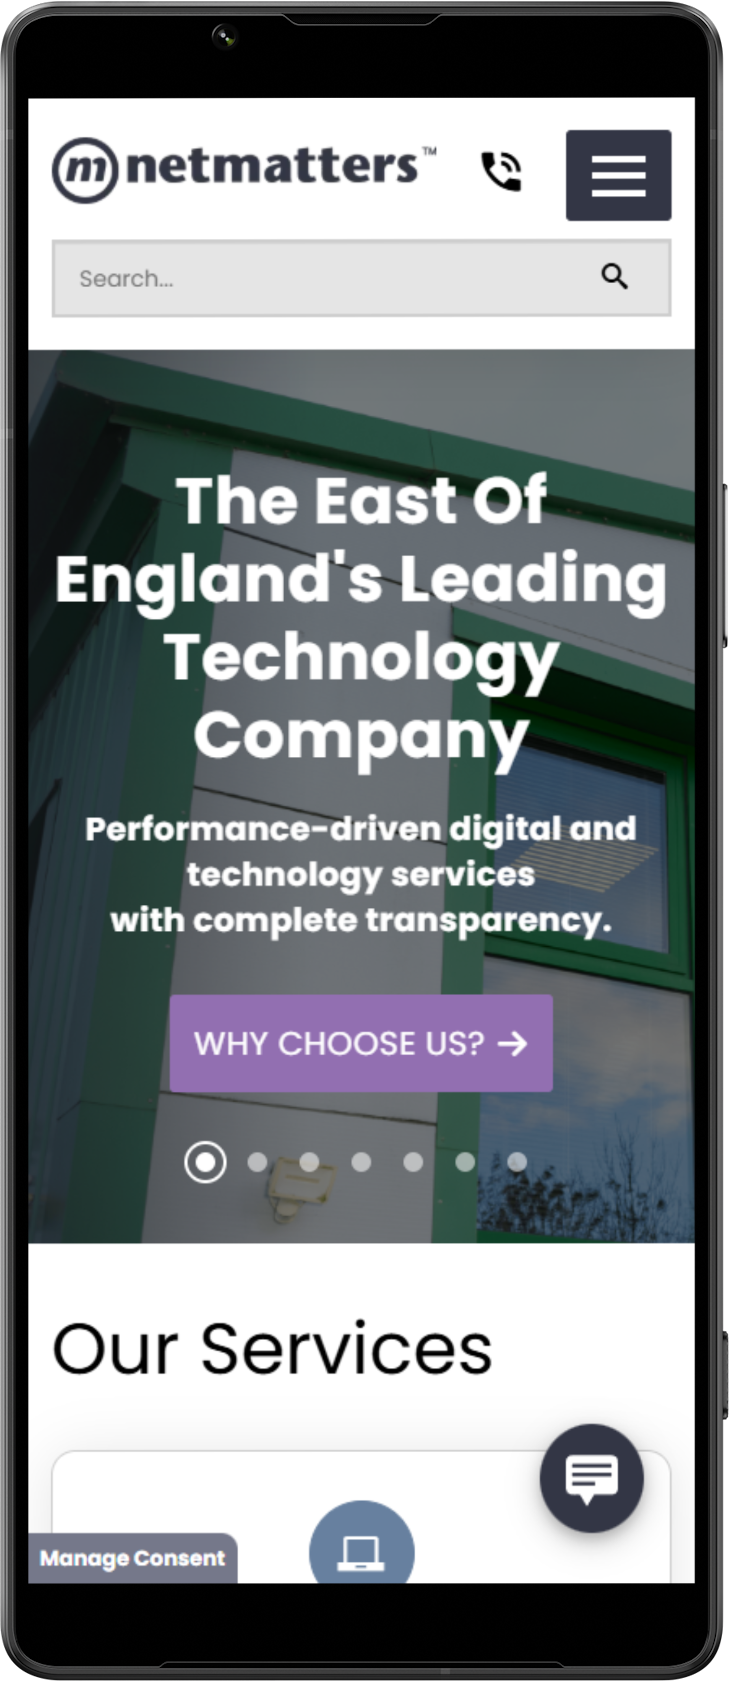 m netmatters™
Search...
The East Of
England's Leading
Technology
Company
Performance-driven digital and
technology services
with complete transparency.
WHY CHOOSE US? →
Our Services
Manage Consent